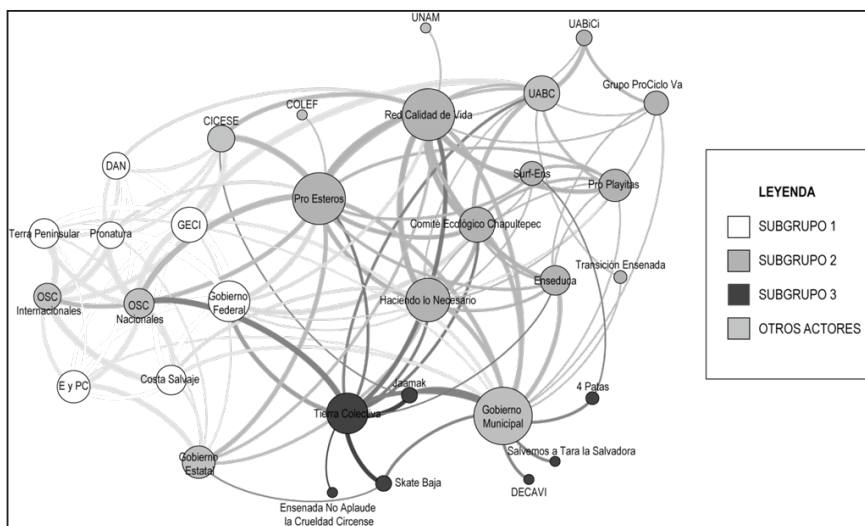 UNAM
UABiCi
Red Calidad de Vida
UABC
Grupo ProCiclo Va
CICESE
COLEF
DAN
Pro Esteros
Surf-Ens
Pro Playitas
Terra Peninsular
Pronatura
GECI
Comité Ecológico Chapultepec
OSC
Internacionales
OSC
Nacionales
Gobierno
Federal
Haciendo lo Necesario
Enseduca
Transición Ensenada
E y PC
Costa Salvaje
Jaamak
Tierra Colectiva
Gobierno
Municipal
4 Patas
Gobierno
Estatal
Salvemos a Tara la Salvadora
Skate Baja
DECAVI
Ensenada No Aplaude
la Crueldad Circense
LEYENDA
SUBGRUPO 1
SUBGRUPO 2
SUBGRUPO 3
OTROS ACTORES